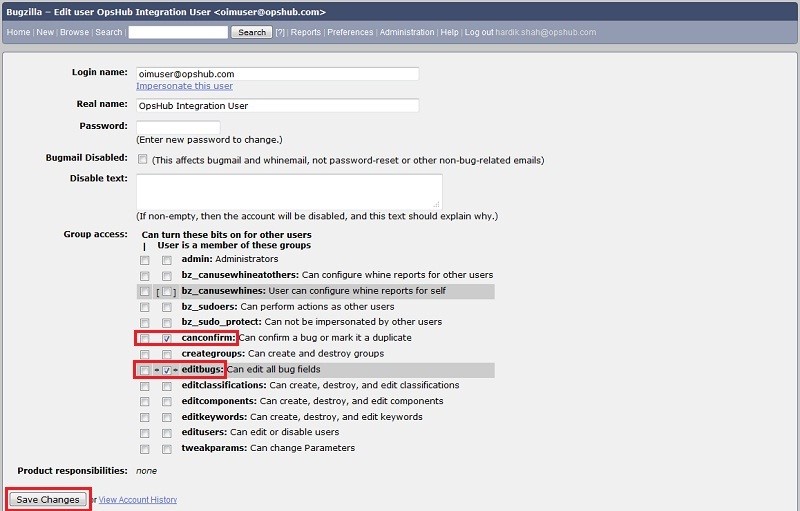 Bugzilla – Edit user OpsHub Integration User <oimuser@opshub.com>
Home | New | Browse | Search | Search [?] | Reports | Preferences | Administration | Help | Log out hardik.shah@opshub.com
Login name: oimuser@opshub.com
Impersonate this user
Real name: OpsHub Integration User
Password:
(Enter new password to change.)
Bugmail Disabled: (This affects bugmail and whinemail, not password-reset or other non-bug-related emails)
Disable text:
(If non-empty, then the account will be disabled, and this text should explain why.)
Group access: Can turn these bits on for other users
| User is a member of these groups
admin: Administrators
bz_canusewhineatothers: Can configure whine reports for other users
[ ] bz_canusewhines: User can configure whine reports for self
bz_sudoers: Can perform actions as other users
bz_sudo_protect: Can not be impersonated by other users
canconfirm: Can confirm a bug or mark it a duplicate
creategroups: Can create and destroy groups
* * editbugs: Can edit all bug fields
editclassifications: Can create, destroy, and edit classifications
editcomponents: Can create, destroy, and edit components
editkeywords: Can create, destroy, and edit keywords
editusers: Can edit or disable users
tweakparams: Can change Parameters
Product responsibilities: none
Save Changes or View Account History